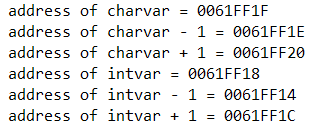 address of charvar = 0061FF1F
address of charvar - 1 = 0061FF1E
address of charvar + 1 = 0061FF20
address of intvar = 0061FF18
address of intvar - 1 = 0061FF14
address of intvar + 1 = 0061FF1C